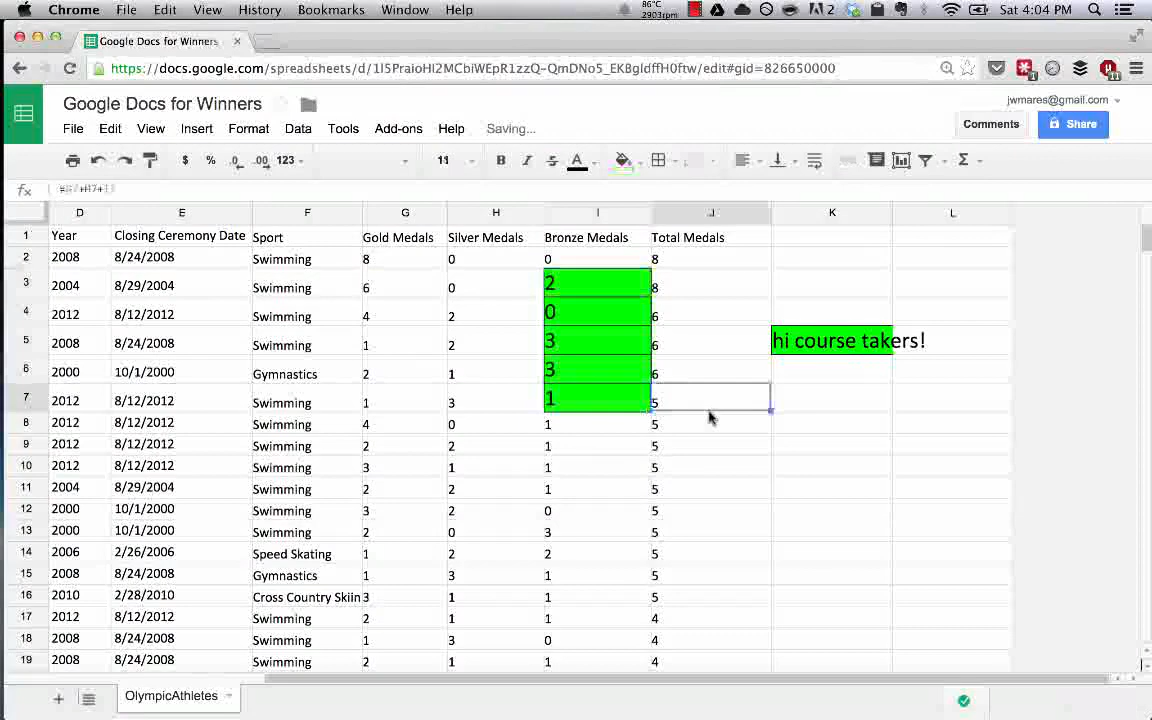 Chrome File Edit View History Bookmarks Window Help 86°C 2903rpm 2 Sat 4:04 PM
Google Docs for Winners
https://docs.google.com/spreadsheets/d/
Google Docs for Winners
jwmares@gmail.com
File Edit View Insert Format Data Tools Add-ons Help Saving... Comments Share
$ % .0 .00 123 11 B I S A Σ
fx
D E F G H I J K L
1 Year Closing Ceremony Date Sport Gold Medals Silver Medals Bronze Medals Total Medals
2 2008 8/24/2008 Swimming 8 0 0 8
3 2004 8/29/2004 Swimming 6 0 2 8
4 2012 8/12/2012 Swimming 4 2 0 6
5 2008 8/24/2008 Swimming 1 2 3 6 hi course takers!
6 2000 10/1/2000 Gymnastics 2 1 3 6
7 2012 8/12/2012 Swimming 1 3 1 5
8 2012 8/12/2012 Swimming 4 0 1 5
9 2012 8/12/2012 Swimming 2 2 1 5
10 2012 8/12/2012 Swimming 3 1 1 5
11 2004 8/29/2004 Swimming 2 2 1 5
12 2000 10/1/2000 Swimming 3 2 0 5
13 2000 10/1/2000 Swimming 2 0 3 5
14 2006 2/26/2006 Speed Skating 1 2 2 5
15 2008 8/24/2008 Gymnastics 1 3 1 5
16 2010 2/28/2010 Cross Country Skiin 3 1 1 5
17 2012 8/12/2012 Swimming 2 1 1 4
18 2008 8/24/2008 Swimming 1 3 0 4
19 2008 8/24/2008 Swimming 2 1 1 4
OlympicAthletes